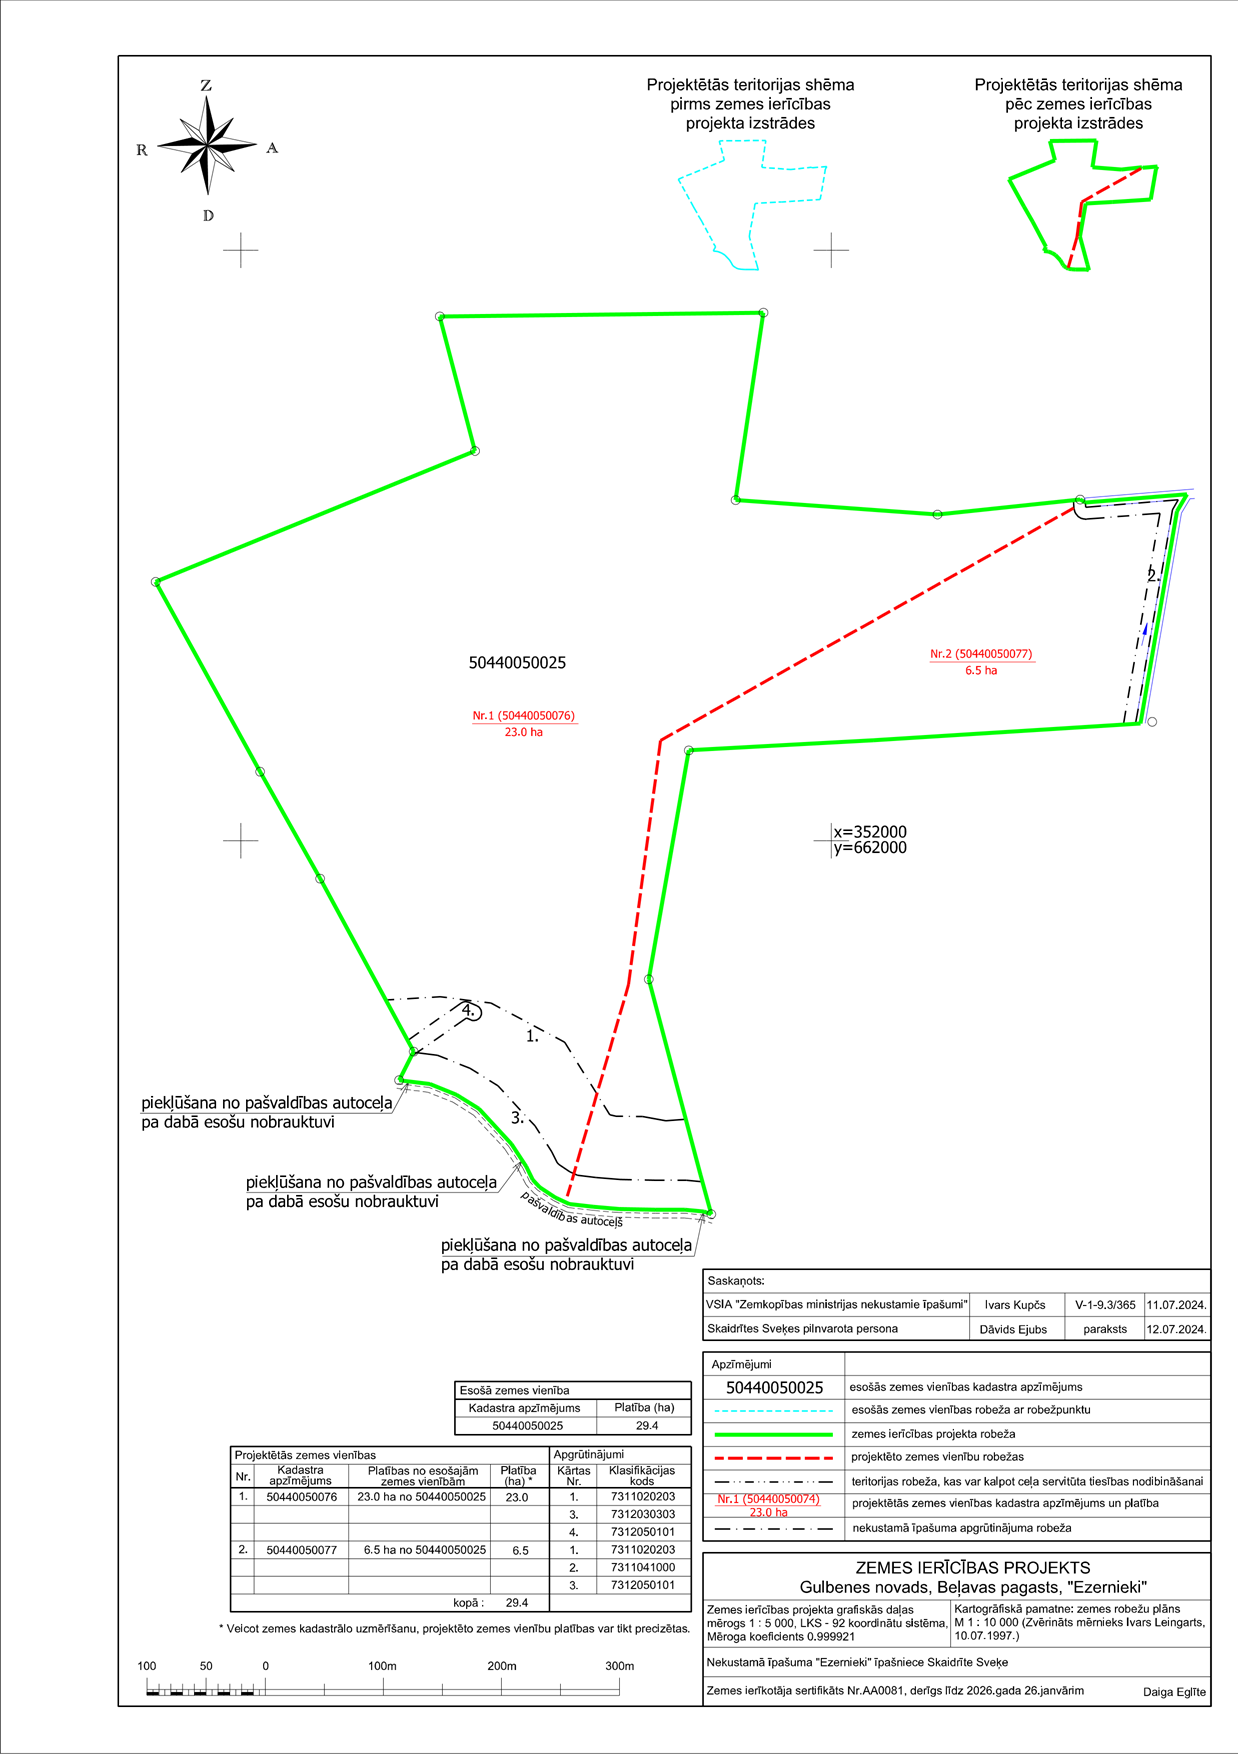 Z
R
A
D
Projektētās teritorijas shēma
pirms zemes ierīcības
projekta izstrādes
Projektētās teritorijas shēma
pēc zemes ierīcības
projekta izstrādes
2.
50440050025
Nr.1 (50440050076)
23.0 ha
Nr.2 (50440050077)
6.5 ha
x=352000
y=662000
4.
1.
3.
piekļūšana no pašvaldības autoceļa
pa dabā esošu nobrauktuvi
piekļūšana no pašvaldības autoceļa
pa dabā esošu nobrauktuvi
pašvaldības autoceļš
piekļūšana no pašvaldības autoceļa
pa dabā esošu nobrauktuvi
Saskaņots:
VSIA "Zemkopības ministrijas nekustamie īpašumi" Ivars Kupčs V-1-9.3/365 11.07.2024.
Skaidrītes Sveķes pilnvarota persona Dāvids Ejubs paraksts 12.07.2024.
Apzīmējumi
50440050025 esošās zemes vienības kadastra apzīmējums
esošās zemes vienības robeža ar robežpunktu
zemes ierīcības projekta robeža
projektēto zemes vienību robežas
teritorijas robeža, kas var kalpot ceļa servitūta tiesības nodibināšanai
Nr.1 (50440050074)
23.0 ha
projektētās zemes vienības kadastra apzīmējums un platība
nekustamā īpašuma apgrūtinājuma robeža
Esošā zemes vienība
Kadastra apzīmējums Platība (ha)
50440050025 29.4
Projektētās zemes vienības Apgrūtinājumi
Nr. Kadastra apzīmējums Platības no esošajām zemes vienībām Platība (ha) * Kārtas Nr. Klasifikācijas kods
1. 50440050076 23.0 ha no 50440050025 23.0 1. 7311020203
3. 7312030303
4. 7312050101
2. 50440050077 6.5 ha no 50440050025 6.5 1. 7311020203
2. 7311041000
3. 7312050101
kopā : 29.4
* Veicot zemes kadastrālo uzmērīšanu, projektēto zemes vienību platības var tikt precizētas.
ZEMES IERĪCĪBAS PROJEKTS
Gulbenes novads, Beļavas pagasts, "Ezernieki"
Zemes ierīcības projekta grafiskās daļas
mērogs 1 : 5 000, LKS - 92 koordinātu sistēma,
Mēroga koeficients 0.999921
Kartogrāfiskā pamatne: zemes robežu plāns
M 1 : 10 000 (Zvērināts mērnieks Ivars Leingarts,
10.07.1997.)
Nekustamā īpašuma "Ezernieki" īpašniece Skaidrīte Sveķe
Zemes ierīkotāja sertifikāts Nr.AA0081, derīgs līdz 2026.gada 26.janvārim Daiga Eglīte
100 50 0 100m 200m 300m